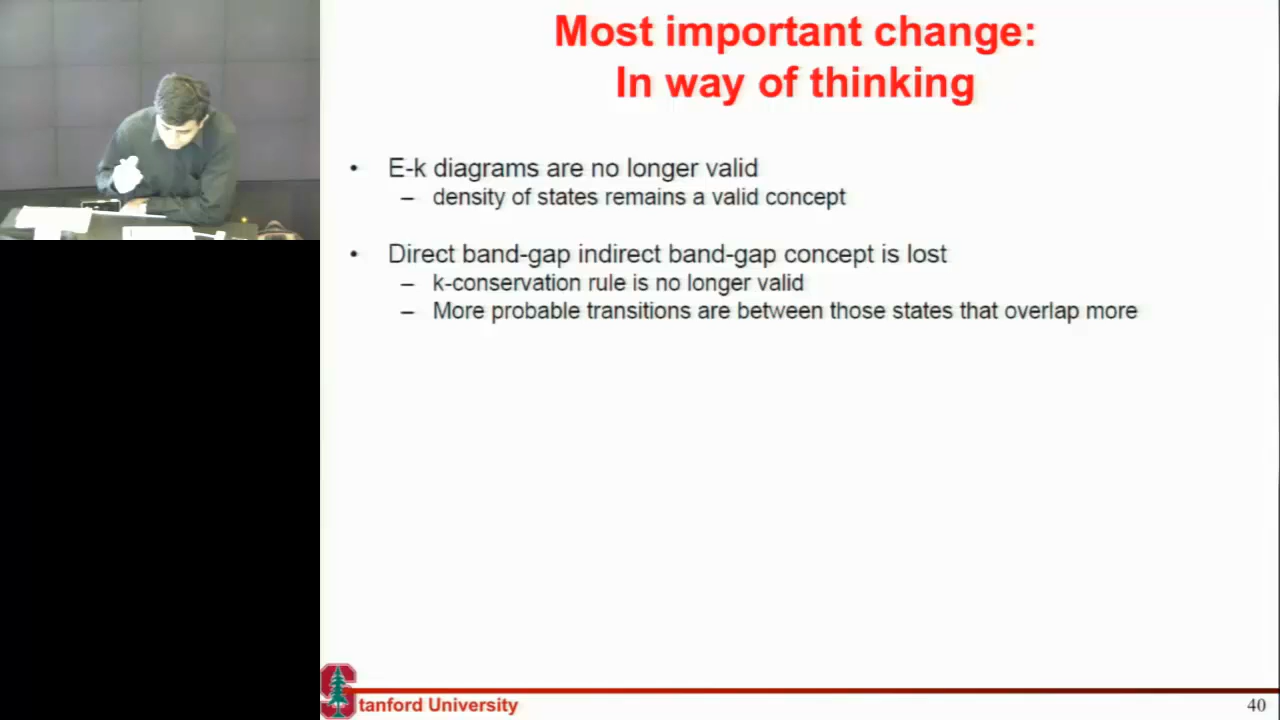 Most important change:
In way of thinking
• E-k diagrams are no longer valid
– density of states remains a valid concept
• Direct band-gap indirect band-gap concept is lost
– k-conservation rule is no longer valid
– More probable transitions are between those states that overlap more
Stanford University
40